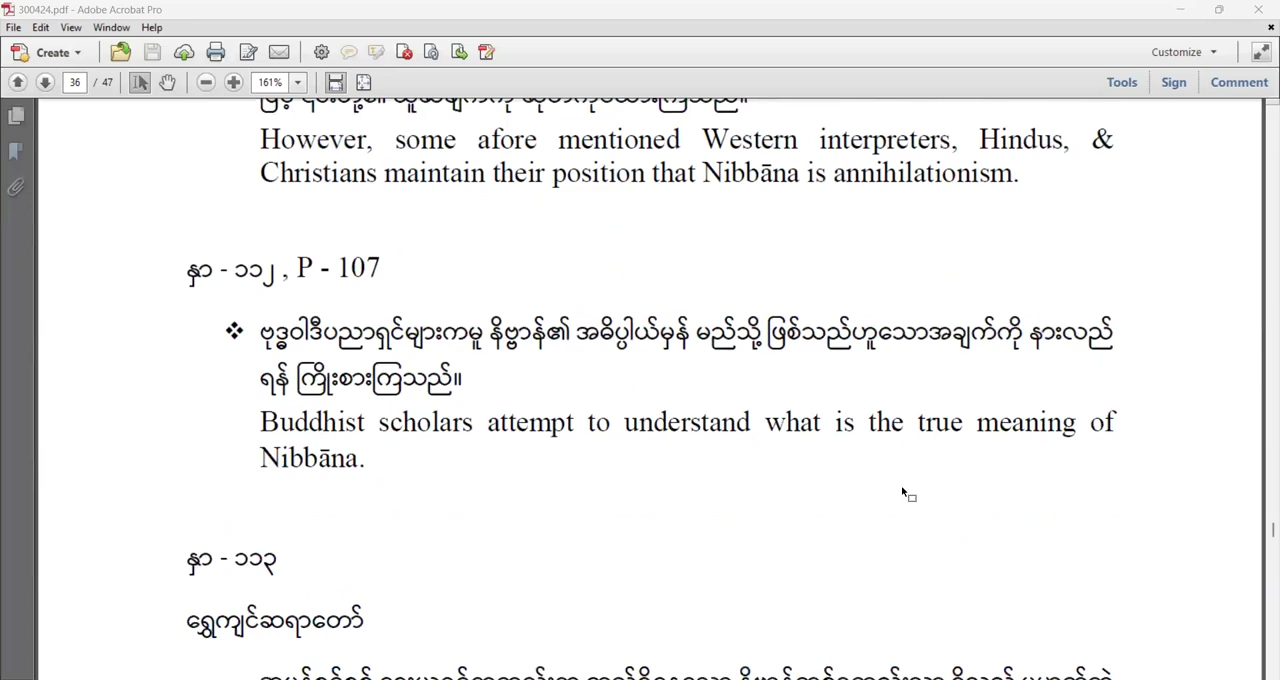 300424.pdf - Adobe Acrobat Pro
File Edit View Window Help
Create
Customize
36 / 47
161%
Tools Sign Comment
However, some afore mentioned Western interpreters, Hindus, &
Christians maintain their position that Nibbāna is annihilationism.
နှာ - ၁၁၂ , P - 107
❖ ဗုဒ္ဓဝါဒီပညာရှင်များကမူ နိဗ္ဗာန်၏ အဓိပ္ပါယ်မှန် မည်သို့ ဖြစ်သည်ဟူသောအချက်ကို နားလည်
ရန် ကြိုးစားကြသည်။
Buddhist scholars attempt to understand what is the true meaning of
Nibbāna.
နှာ - ၁၁၃
ရွှေကျင်ဆရာတော်